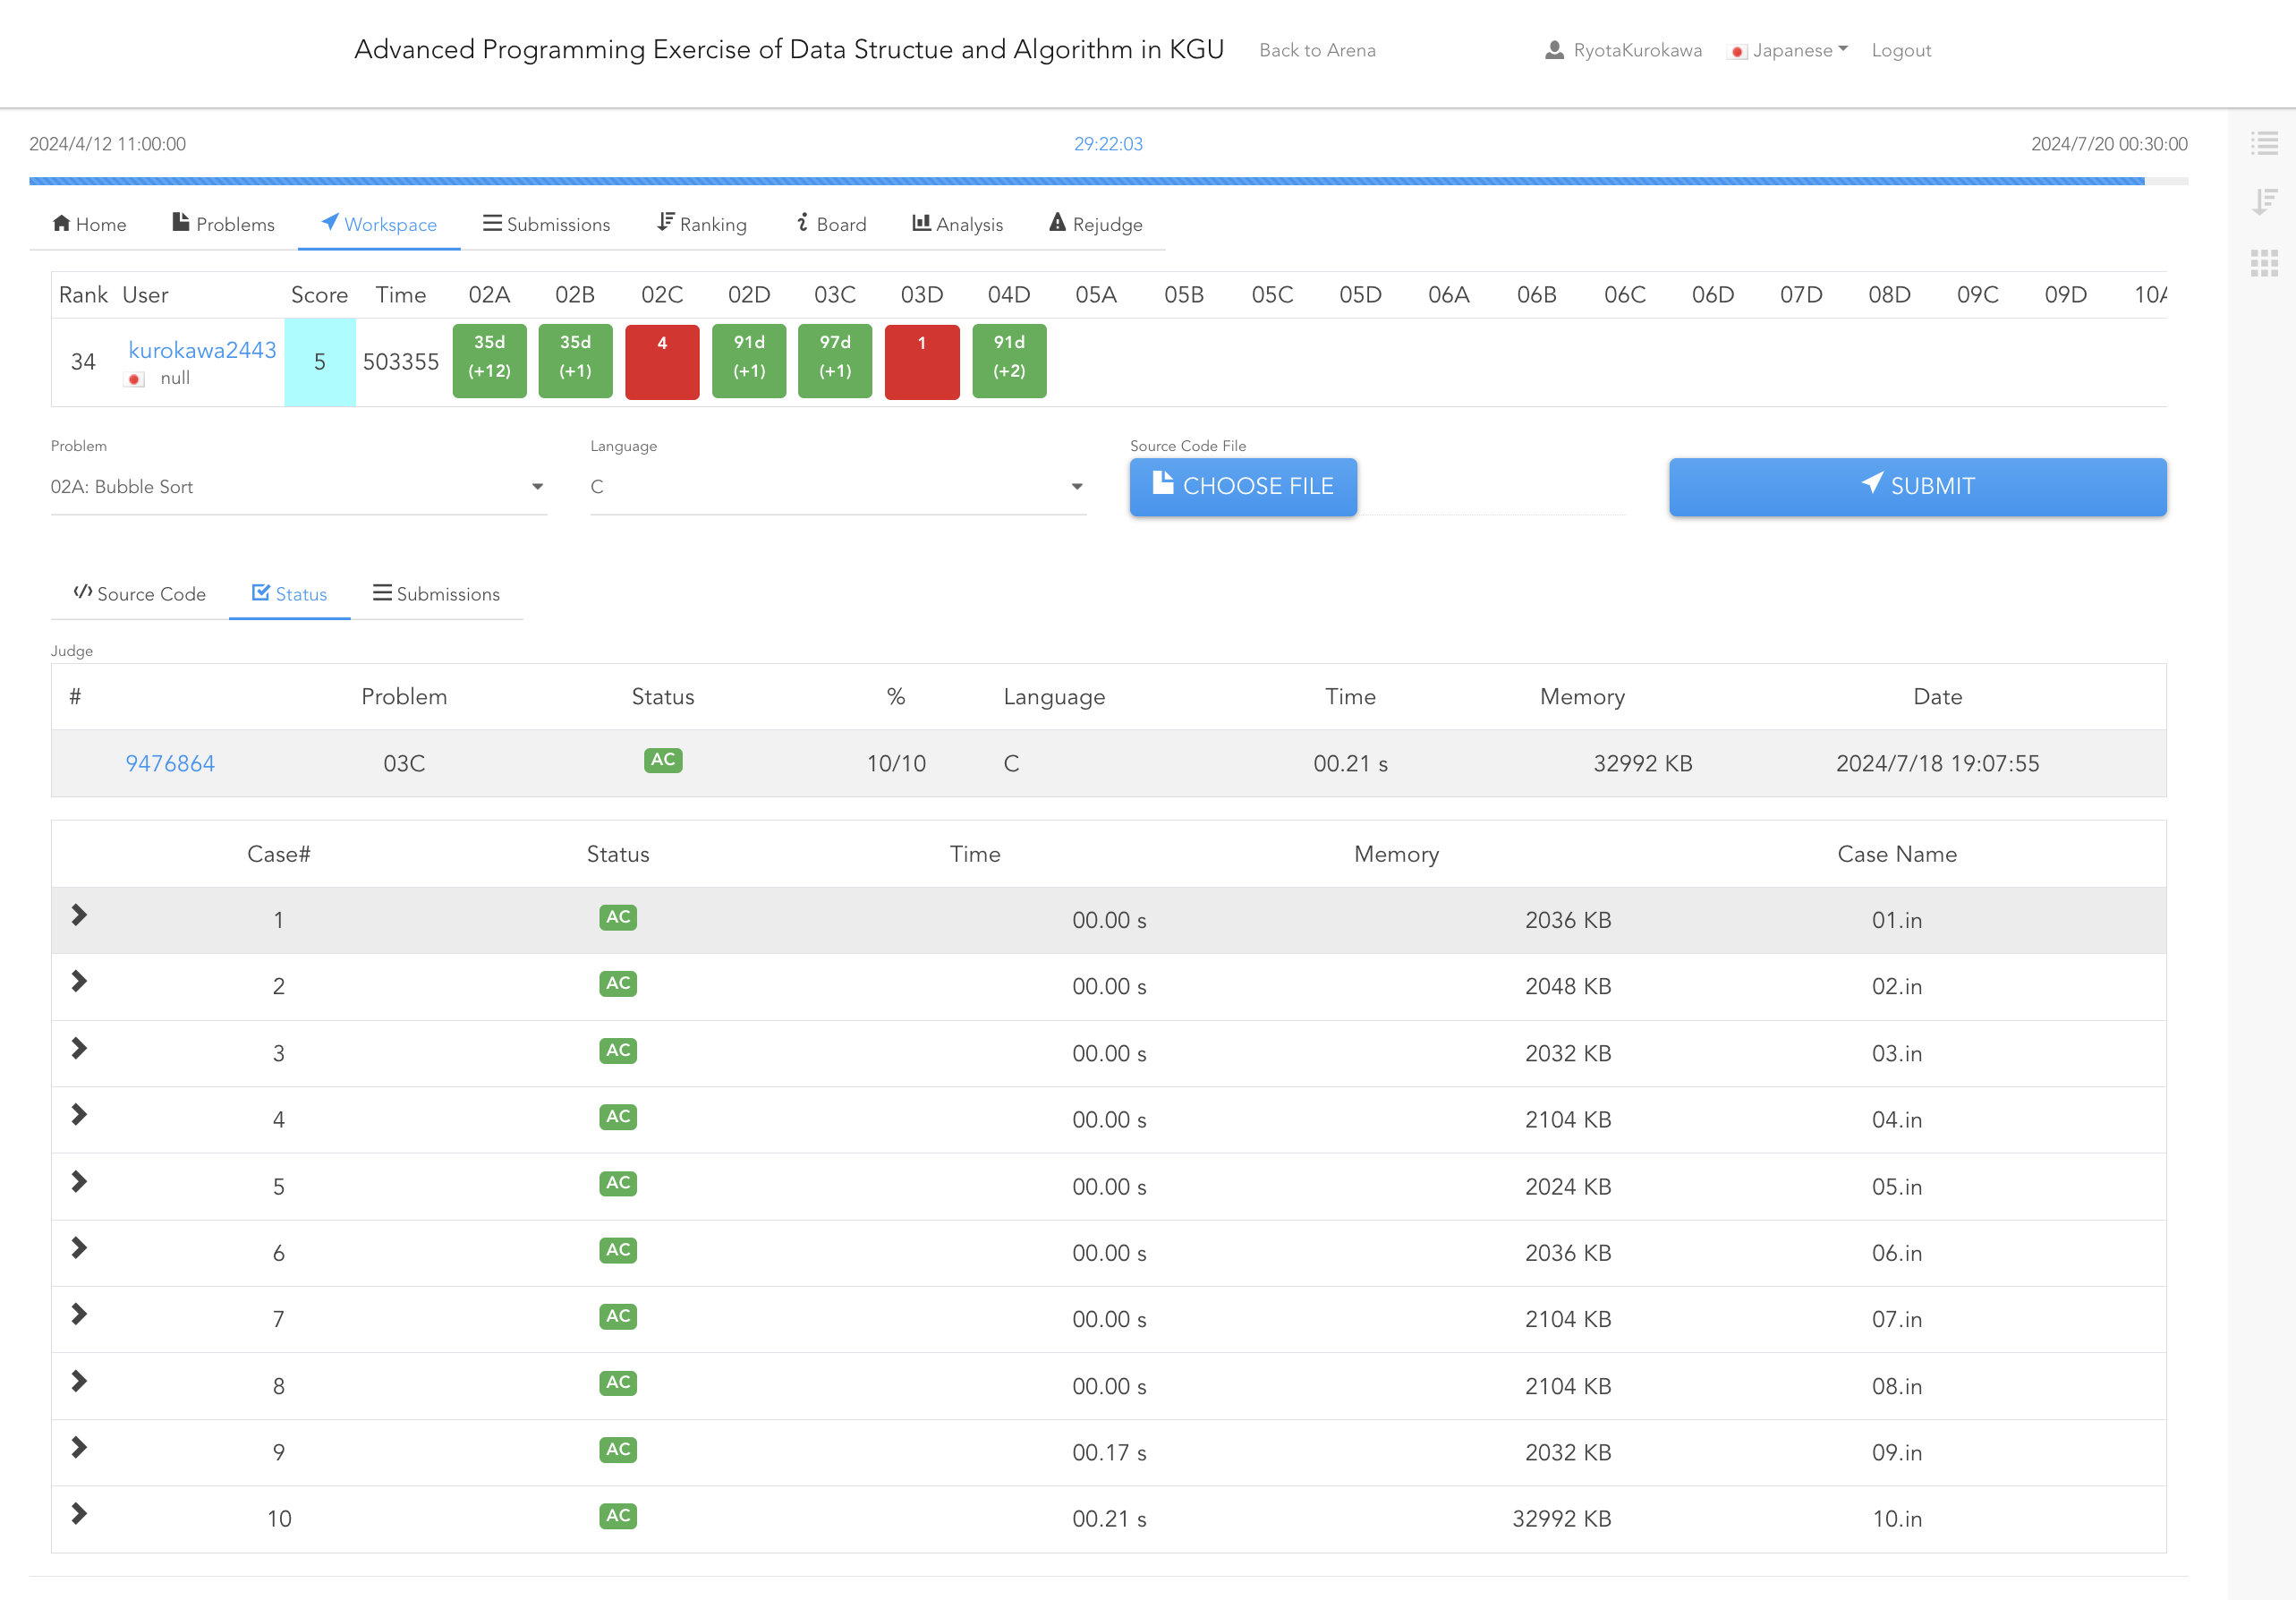 Advanced Programming Exercise of Data Structue and Algorithm in KGU Back to Arena RyotaKurokawa Japanese Logout
2024/4/12 11:00:00 29:22:03 2024/7/20 00:30:00
Home Problems Workspace Submissions Ranking Board Analysis Rejudge
Rank User Score Time 02A 02B 02C 02D 03C 03D 04D 05A 05B 05C 05D 06A 06B 06C 06D 07D 08D 09C 09D 10A
34 kurokawa2443 null 5 503355 35d (+12) 35d (+1) 4 91d (+1) 97d (+1) 1 91d (+2)
Problem Language Source Code File
02A: Bubble Sort C CHOOSE FILE SUBMIT
Source Code Status Submissions
Judge
# Problem Status % Language Time Memory Date
9476864 03C AC 10/10 C 00.21 s 32992 KB 2024/7/18 19:07:55
Case# Status Time Memory Case Name
1 AC 00.00 s 2036 KB 01.in
2 AC 00.00 s 2048 KB 02.in
3 AC 00.00 s 2032 KB 03.in
4 AC 00.00 s 2104 KB 04.in
5 AC 00.00 s 2024 KB 05.in
6 AC 00.00 s 2036 KB 06.in
7 AC 00.00 s 2104 KB 07.in
8 AC 00.00 s 2104 KB 08.in
9 AC 00.17 s 2032 KB 09.in
10 AC 00.21 s 32992 KB 10.in